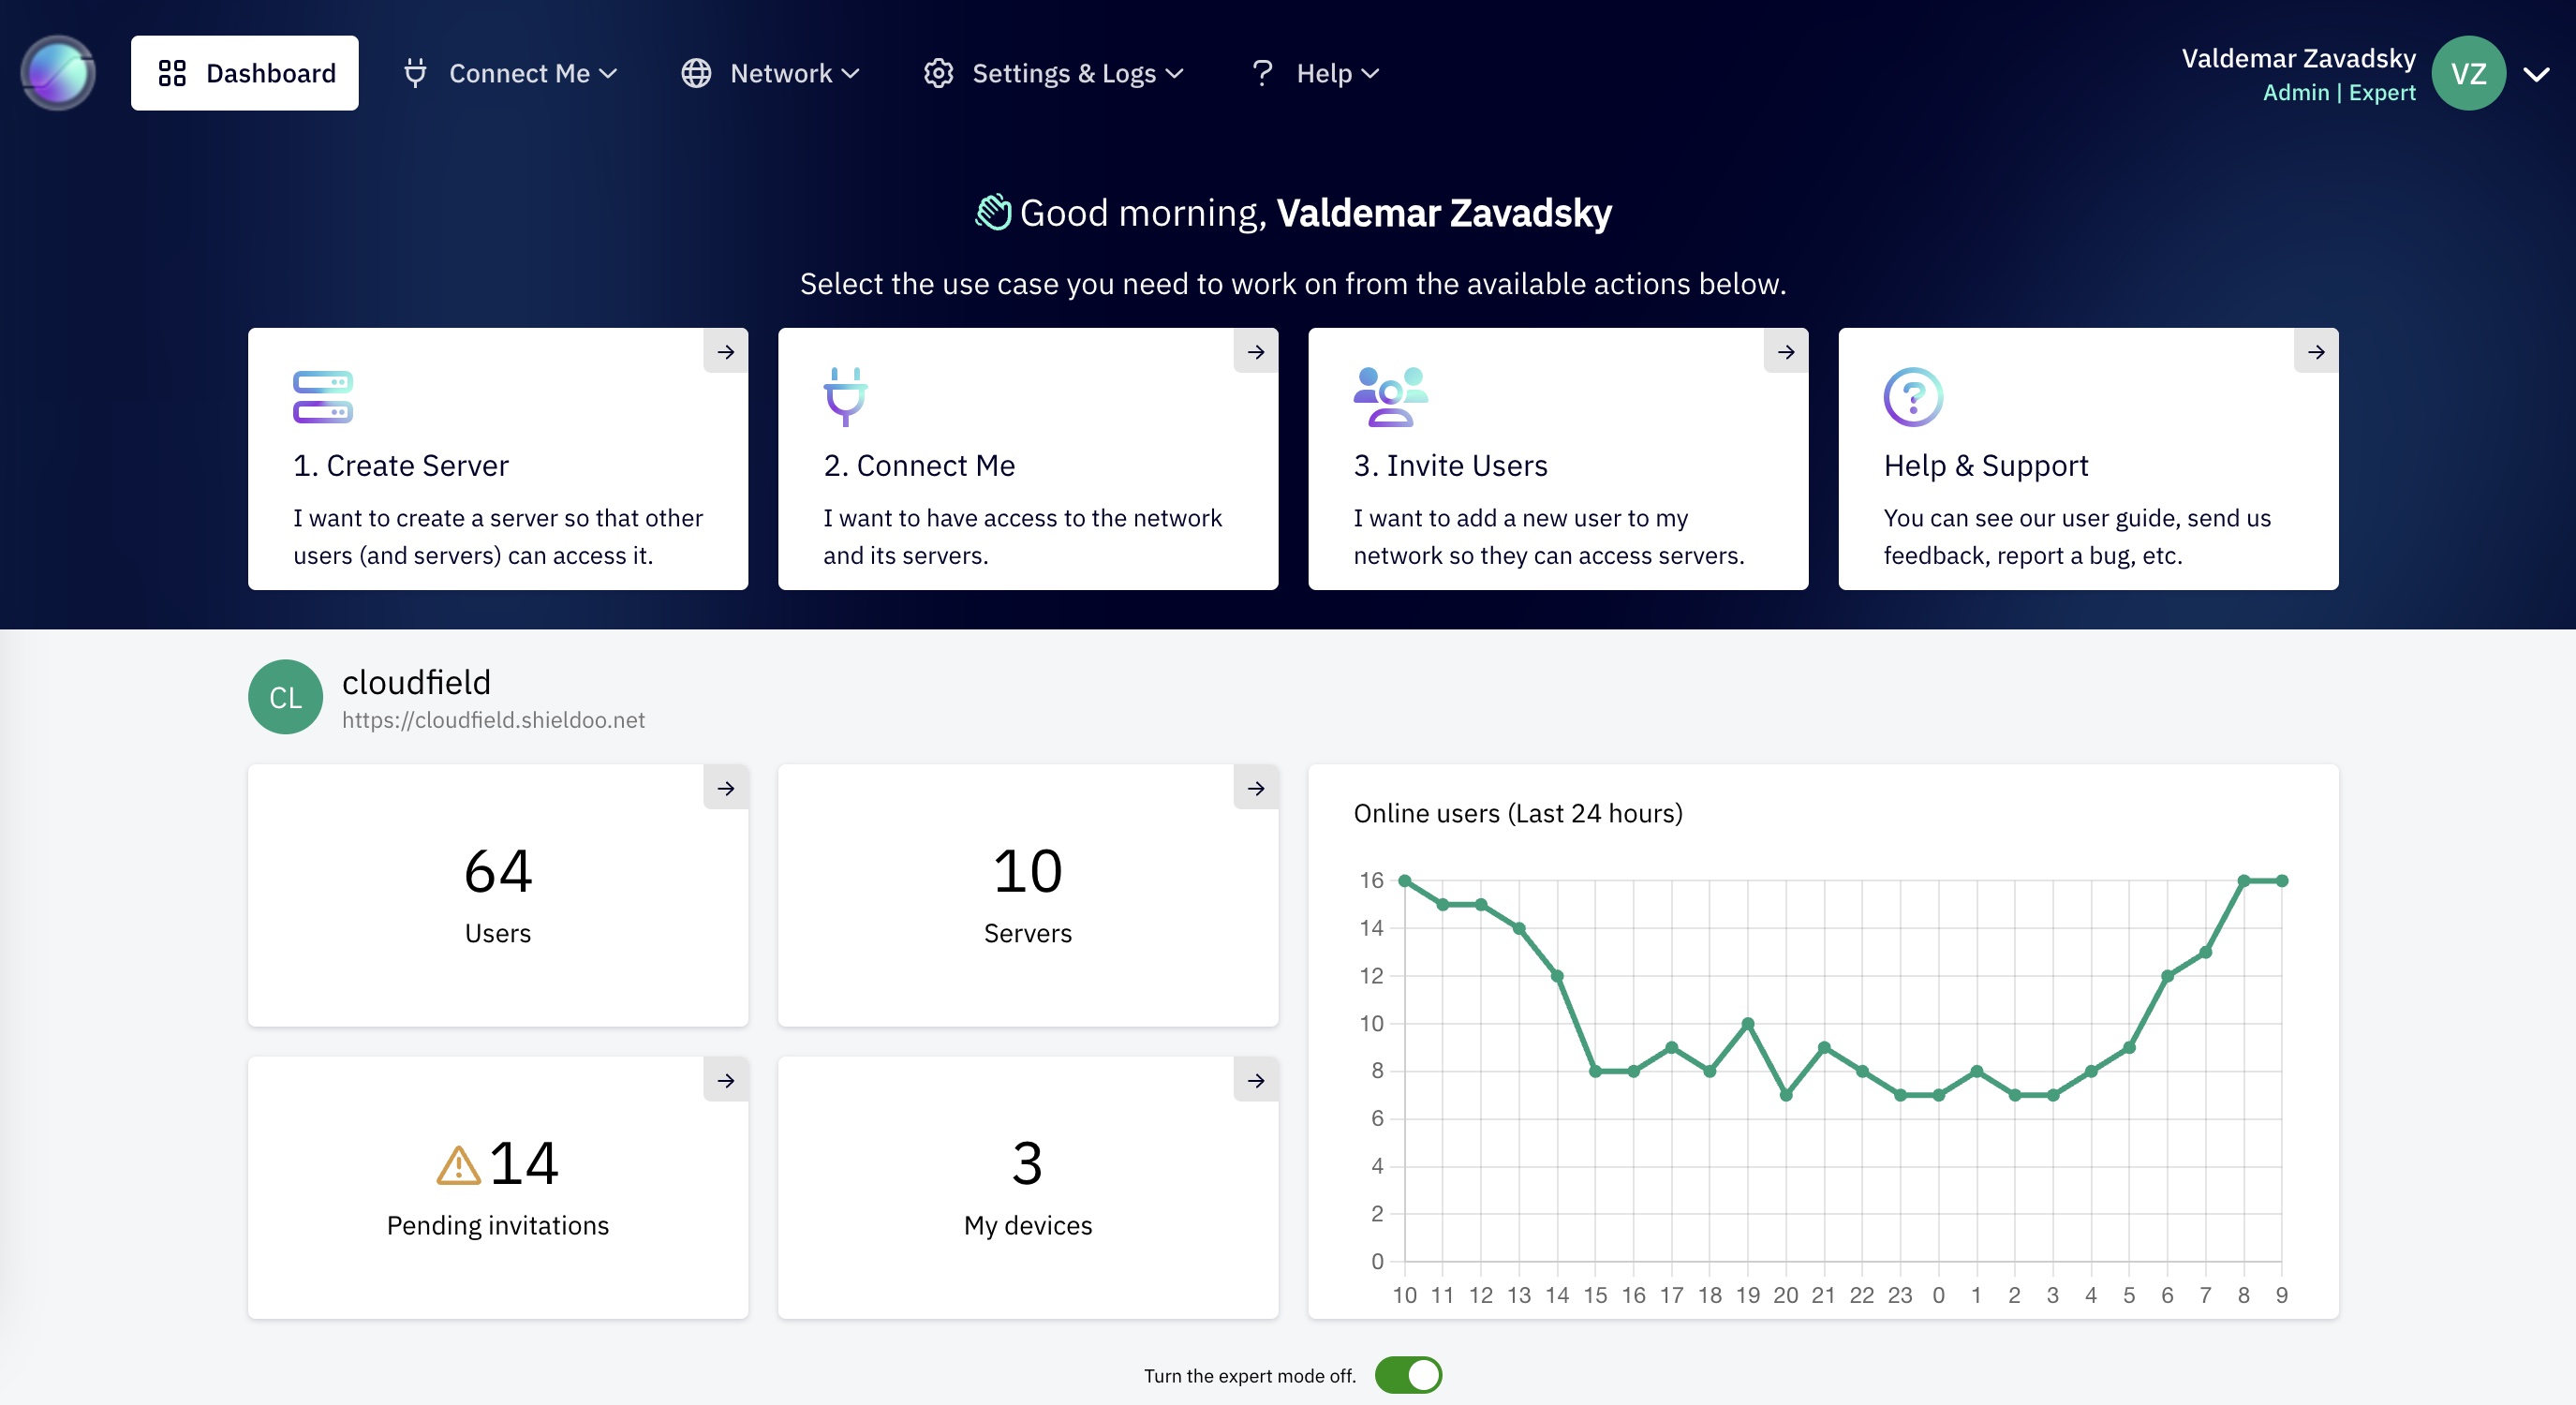 Dashboard
Connect Me
Network
Settings & Logs
? Help
Valdemar Zavadsky
Admin | Expert
VZ
Good morning, Valdemar Zavadsky
Select the use case you need to work on from the available actions below.
1. Create Server
I want to create a server so that other
users (and servers) can access it.
2. Connect Me
I want to have access to the network
and its servers.
3. Invite Users
I want to add a new user to my
network so they can access servers.
?
Help & Support
You can see our user guide, send us
feedback, report a bug, etc.
CL
cloudfield
https://cloudfield.shieldoo.net
64
Users
10
Servers
14
Pending invitations
3
My devices
Online users (Last 24 hours)
16
14
12
10
8
6
4
2
0
10 11 12 13 14 15 16 17 18 19 20 21 22 23 0 1 2 3 4 5 6 7 8 9
Turn the expert mode off.